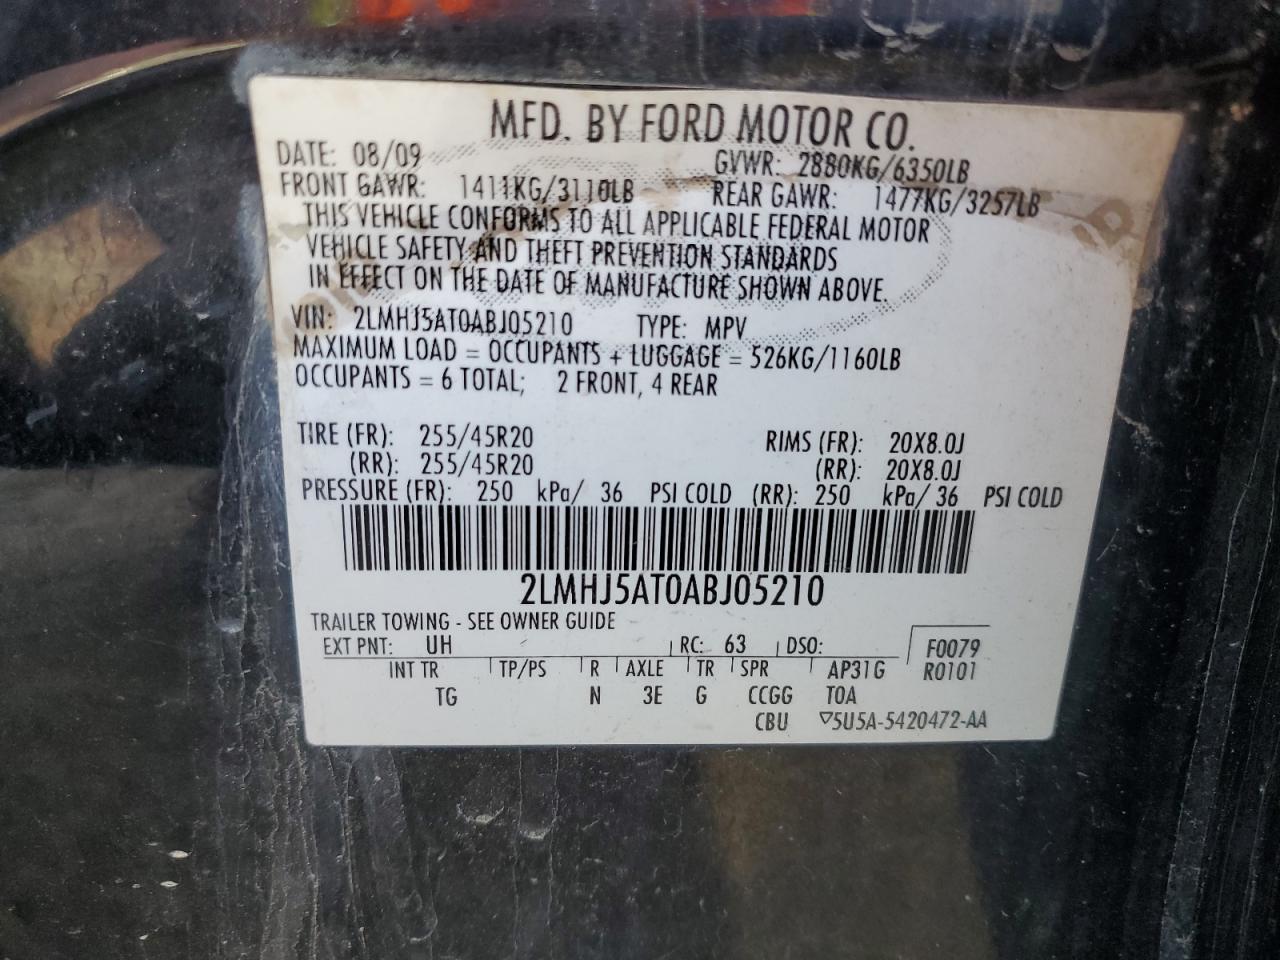 MFD. BY FORD MOTOR CO.
DATE: 08/09 GVWR: 2880KG/6350LB
FRONT GAWR: 1411KG/3110LB REAR GAWR: 1477KG/3257LB
THIS VEHICLE CONFORMS TO ALL APPLICABLE FEDERAL MOTOR
VEHICLE SAFETY AND THEFT PREVENTION STANDARDS
IN EFFECT ON THE DATE OF MANUFACTURE SHOWN ABOVE.
VIN: 2LMHJ5AT0ABJ05210 TYPE: MPV
MAXIMUM LOAD = OCCUPANTS + LUGGAGE = 526KG/1160LB
OCCUPANTS = 6 TOTAL; 2 FRONT, 4 REAR
TIRE (FR): 255/45R20 RIMS (FR): 20X8.0J
(RR): 255/45R20 (RR): 20X8.0J
PRESSURE (FR): 250 kPa/ 36 PSI COLD (RR): 250 kPa/ 36 PSI COLD
2LMHJ5AT0ABJ05210
TRAILER TOWING - SEE OWNER GUIDE
EXT PNT: UH RC: 63 DSO: F0079
INT TR TP/PS R AXLE TR SPR AP31G R0101
TG N 3E G CCGG TOA
CBU ▽5U5A-5420472-AA